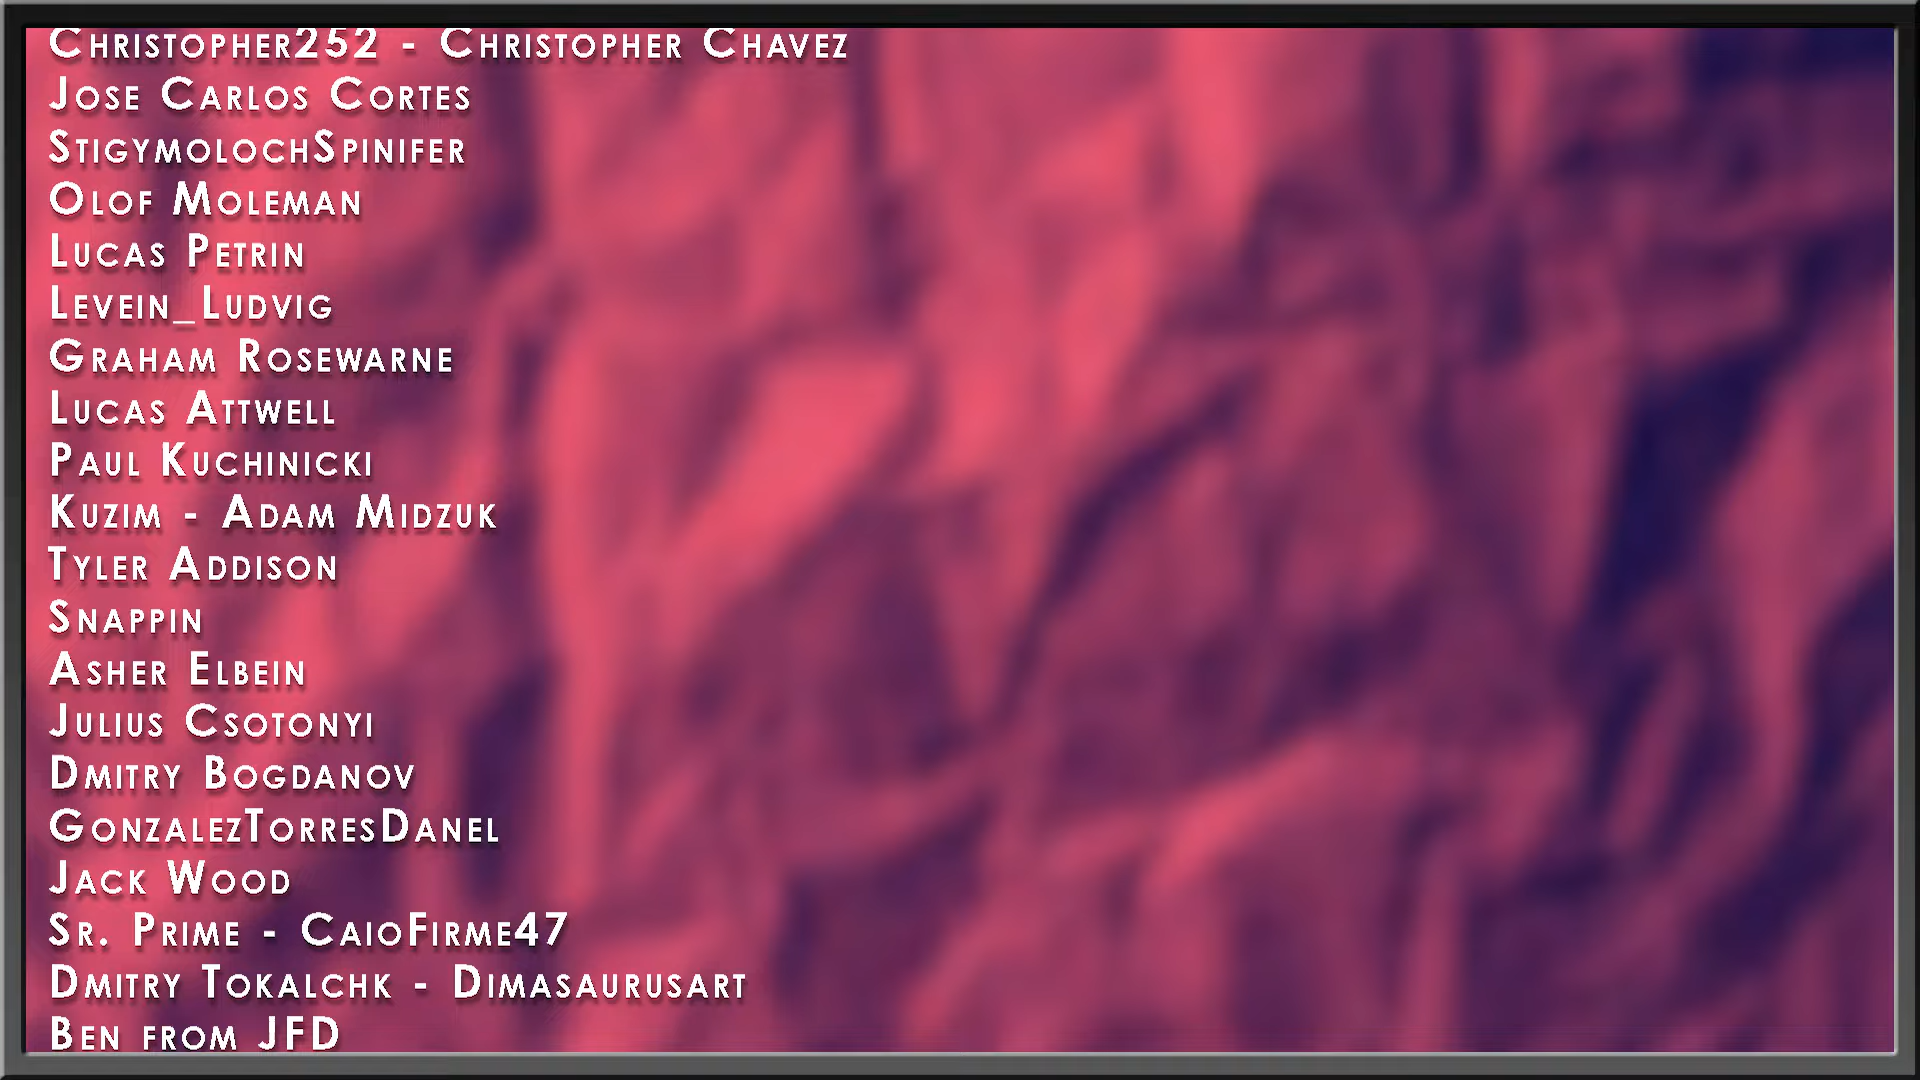 Christopher252 - Christopher Chavez
Jose Carlos Cortes
StigymolochSpinifer
Olof Moleman
Lucas Petrin
Levein_Ludvig
Graham Rosewarne
Lucas Attwell
Paul Kuchinicki
Kuzim - Adam Midzuk
Tyler Addison
Snappin
Asher Elbein
Julius Csotonyi
Dmitry Bogdanov
GonzalezTorresDanel
Jack Wood
Sr. Prime - CaioFirme47
Dmitry Tokalchk - Dimasaurusart
Ben from JFD